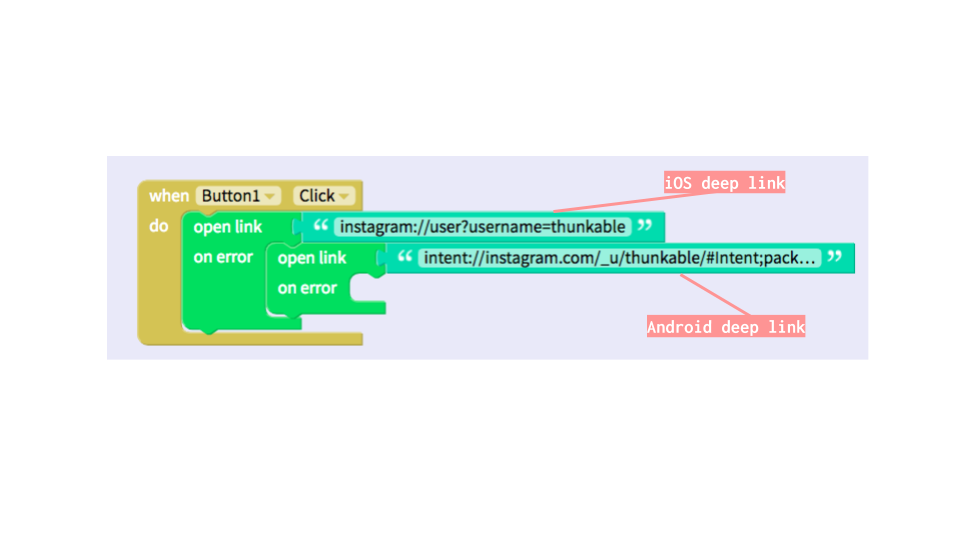 iOS deep link
when Button1 Click
do open link “ instagram://user?username=thunkable ”
on error open link “ intent://instagram.com/_u/thunkable/#Intent;pack... ”
on error
Android deep link